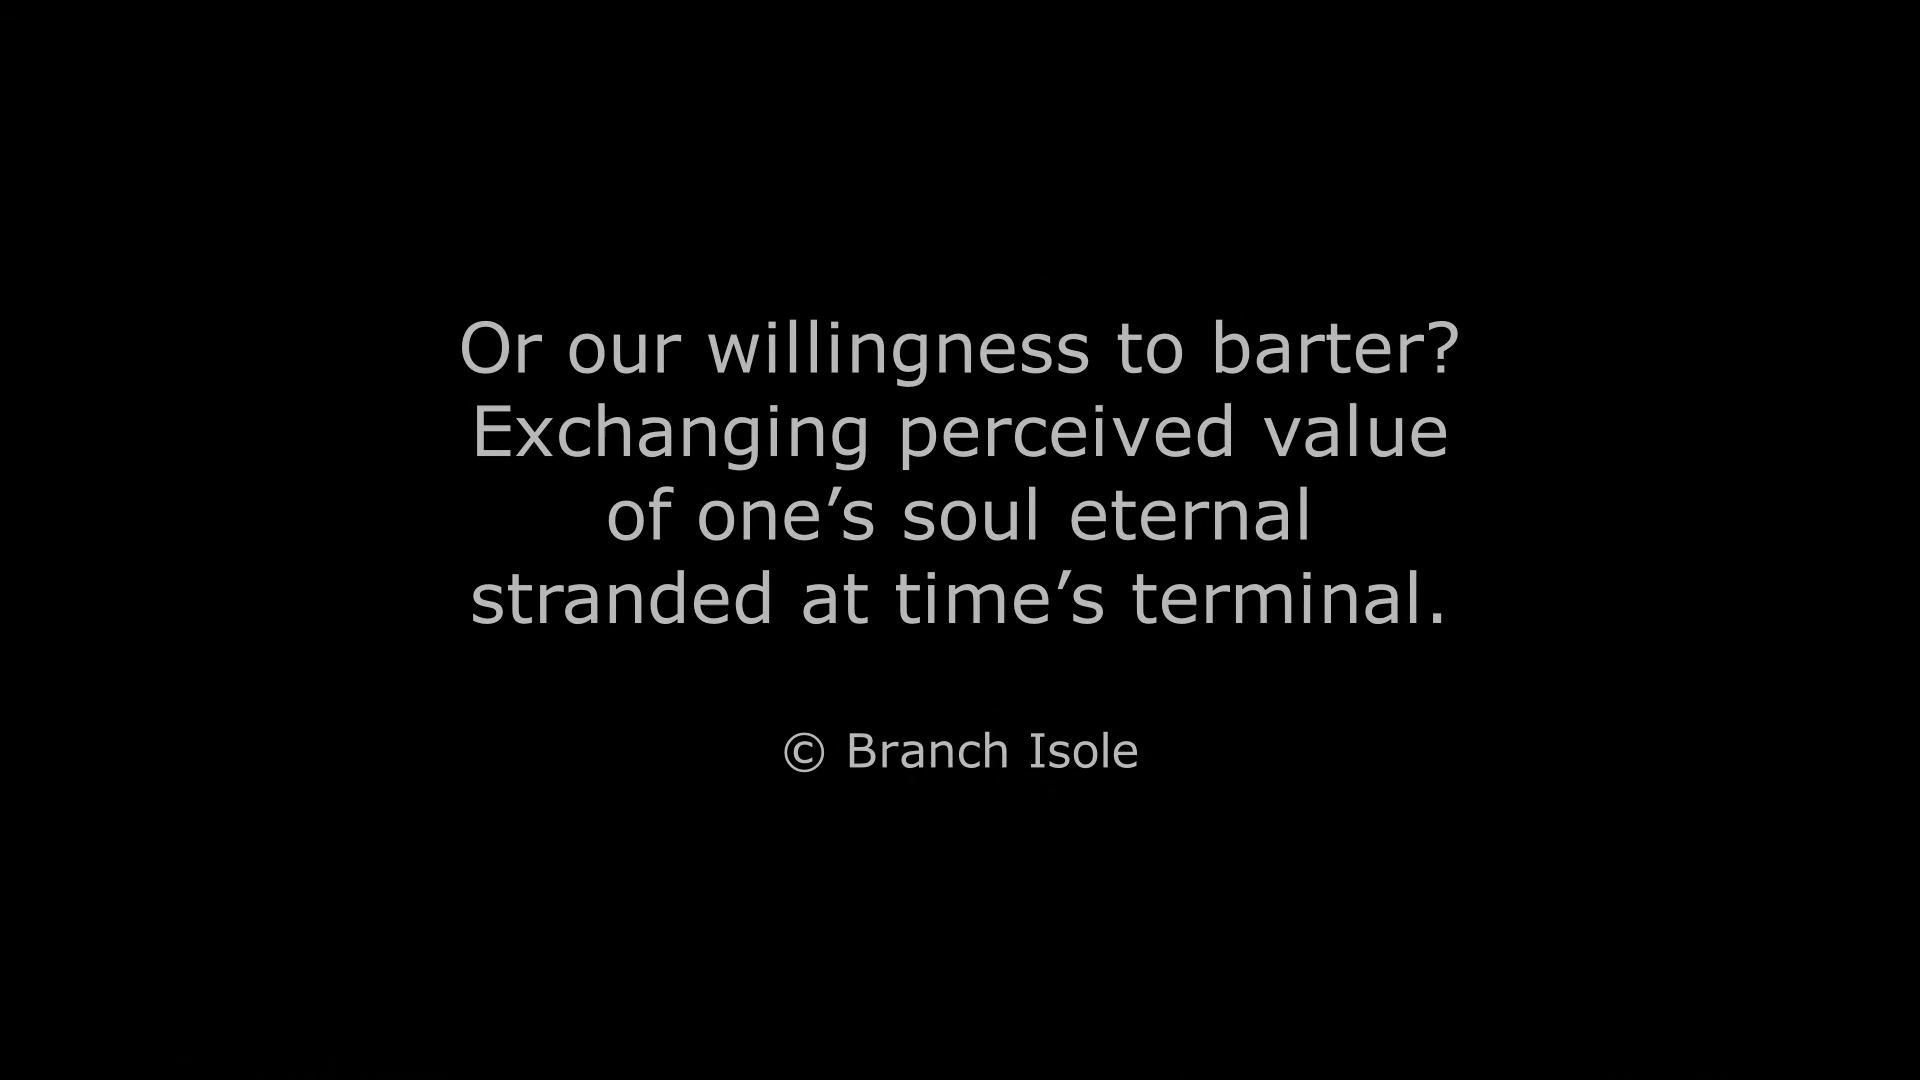 Or our willingness to barter?
Exchanging perceived value
of one’s soul eternal
stranded at time’s terminal.
© Branch Isole